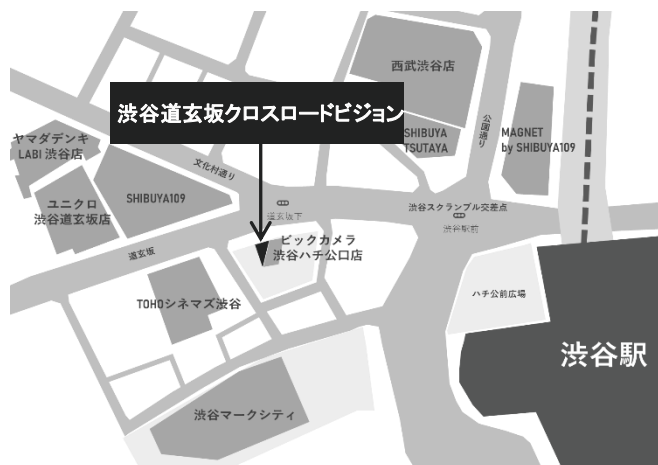 西武渋谷店
渋谷道玄坂クロスロードビジョン
公園通り
SHIBUYA
TSUTAYA
MAGNET
by SHIBUYA109
ヤマダデンキ
LABI 渋谷店
文化村通り
ユニクロ
渋谷道玄坂店
SHIBUYA109
道玄坂下
渋谷スクランブル交差点
渋谷駅前
道玄坂
ビックカメラ
渋谷ハチ公口店
TOHOシネマズ渋谷
ハチ公前広場
渋谷駅
渋谷マークシティ